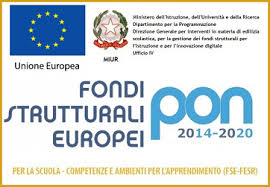 Unione Europea
MIUR
Ministero dell'Istruzione, dell'Università e della Ricerca
Dipartimento per la Programmazione
Direzione Generale per interventi in materia di edilizia
scolastica, per la gestione dei fondi strutturali per
l'istruzione e per l'innovazione digitale
Ufficio IV
FONDI
STRUTTURALI
EUROPEI
pon
2014-2020
PER LA SCUOLA - COMPETENZE E AMBIENTI PER L'APPRENDIMENTO (FSE-FESR)